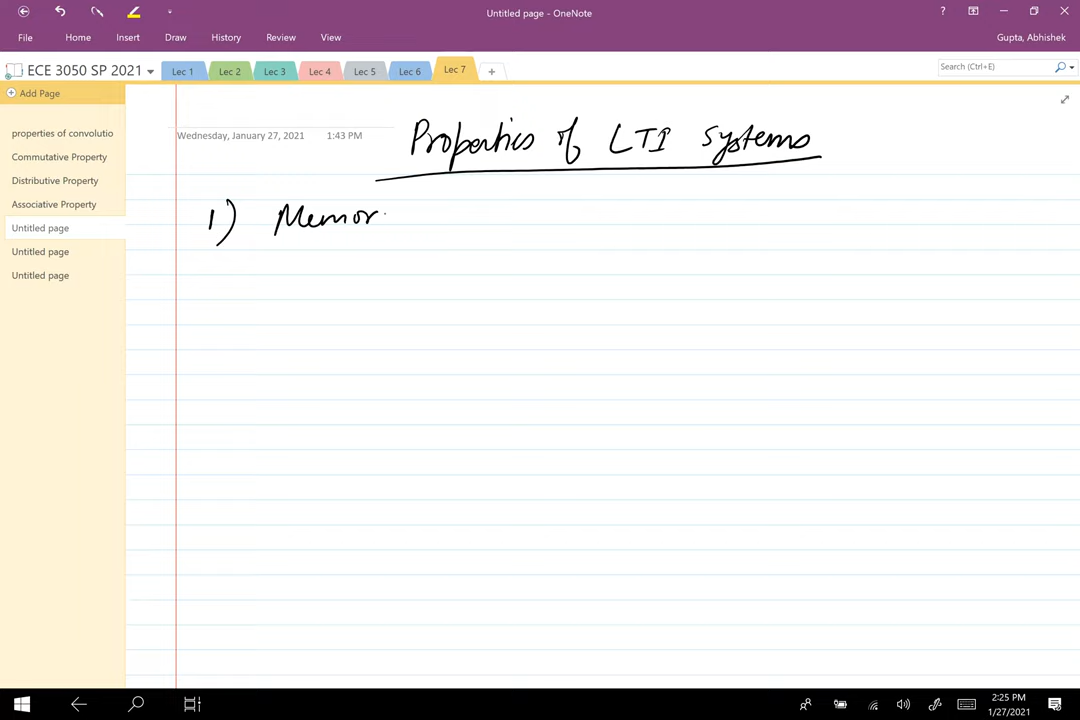 Untitled page - OneNote
Gupta, Abhishek
File Home Insert Draw History Review View
ECE 3050 SP 2021
Lec 1 Lec 2 Lec 3 Lec 4 Lec 5 Lec 6 Lec 7
Search (Ctrl+E)
Add Page
properties of convolutio
Commutative Property
Distributive Property
Associative Property
Untitled page
Untitled page
Untitled page
Wednesday, January 27, 2021 1:43 PM
Properties of LTI systems
1) Memor
2:25 PM
1/27/2021